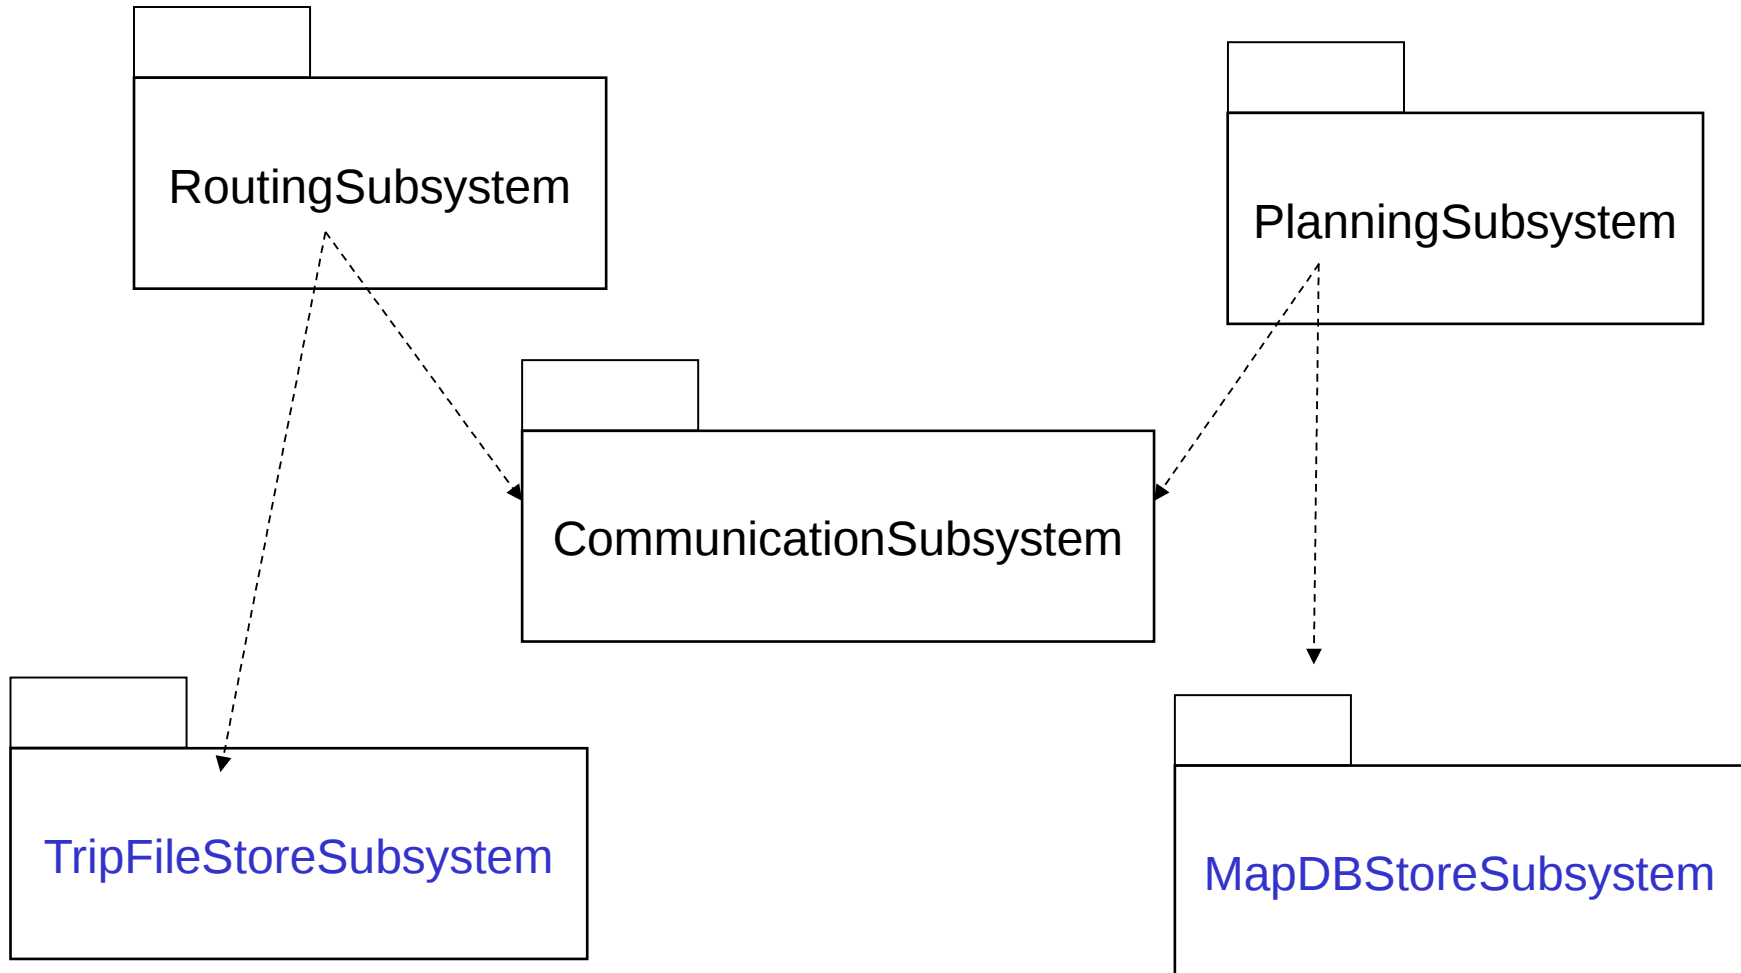 RoutingSubsystem
PlanningSubsystem
CommunicationSubsystem
TripFileStoreSubsystem
MapDBStoreSubsystem